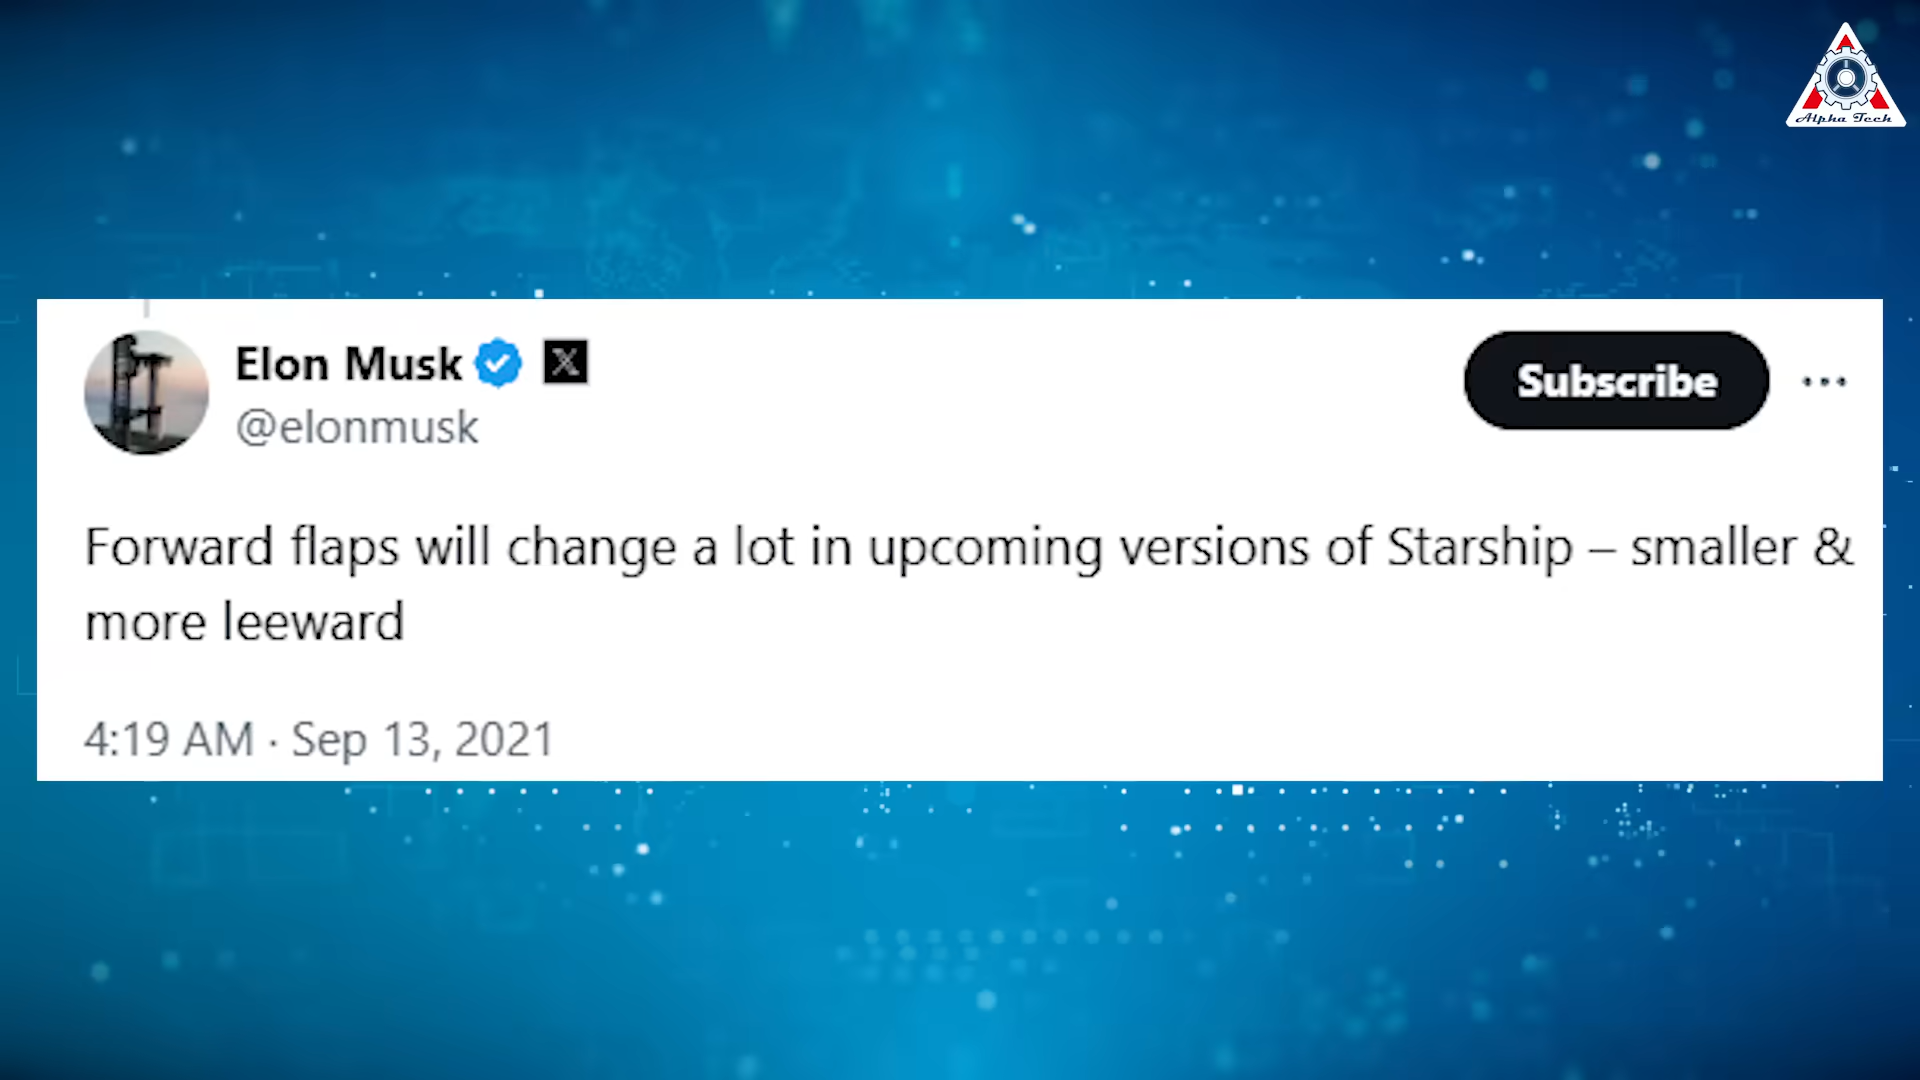 Alpha Tech
Elon Musk
@elonmusk
Subscribe
Forward flaps will change a lot in upcoming versions of Starship – smaller &
more leeward
4:19 AM · Sep 13, 2021